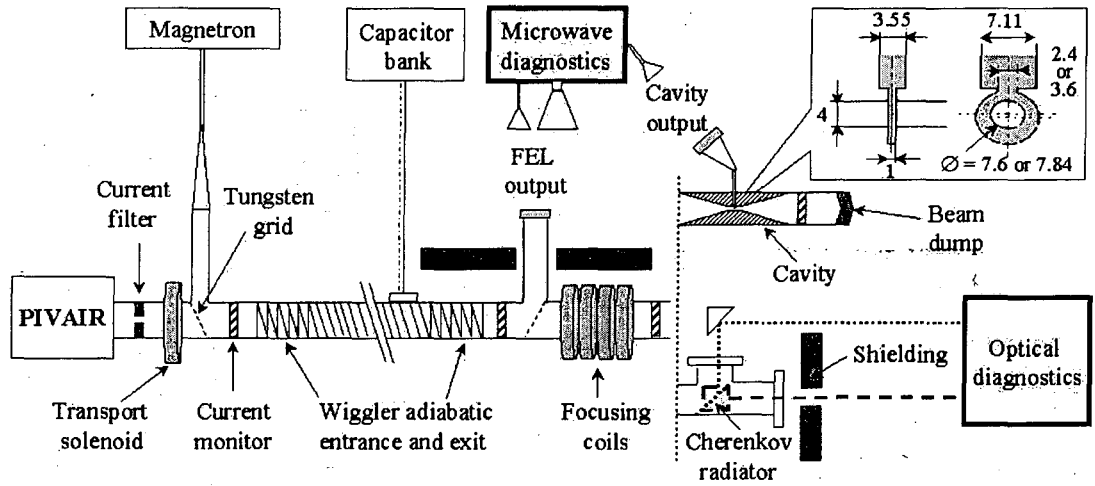 Magnetron
Capacitor
bank
Microwave
diagnostics
Cavity
output
FEL
output
3.55
7.11
2.4
or
3.6
4
1
Ø = 7.6 or 7.84
Current
filter
Tungsten
grid
Beam
dump
Cavity
PIVAIR
Shielding
Optical
diagnostics
Transport
solenoid
Current
monitor
Wiggler adiabatic
entrance and exit
Focusing
coils
Cherenkov
radiator